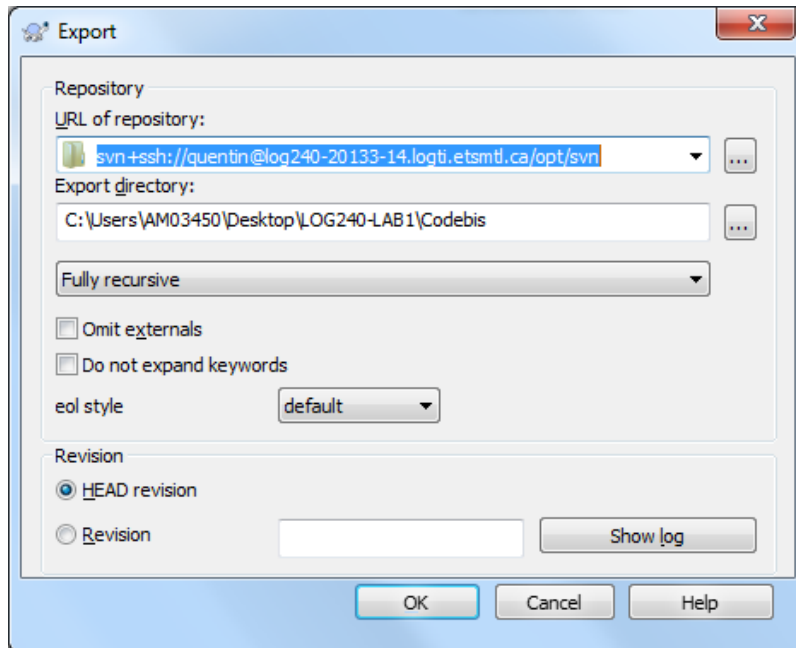 Export
Repository
URL of repository:
svn+ssh://quentin@log240-20133-14.logti.etsmtl.ca/opt/svn
...
Export directory:
C:\Users\AM03450\Desktop\LOG240-LAB1\Codebis
...
Fully recursive
Omit externals
Do not expand keywords
eol style default
Revision
HEAD revision
Revision Show log
OK Cancel Help